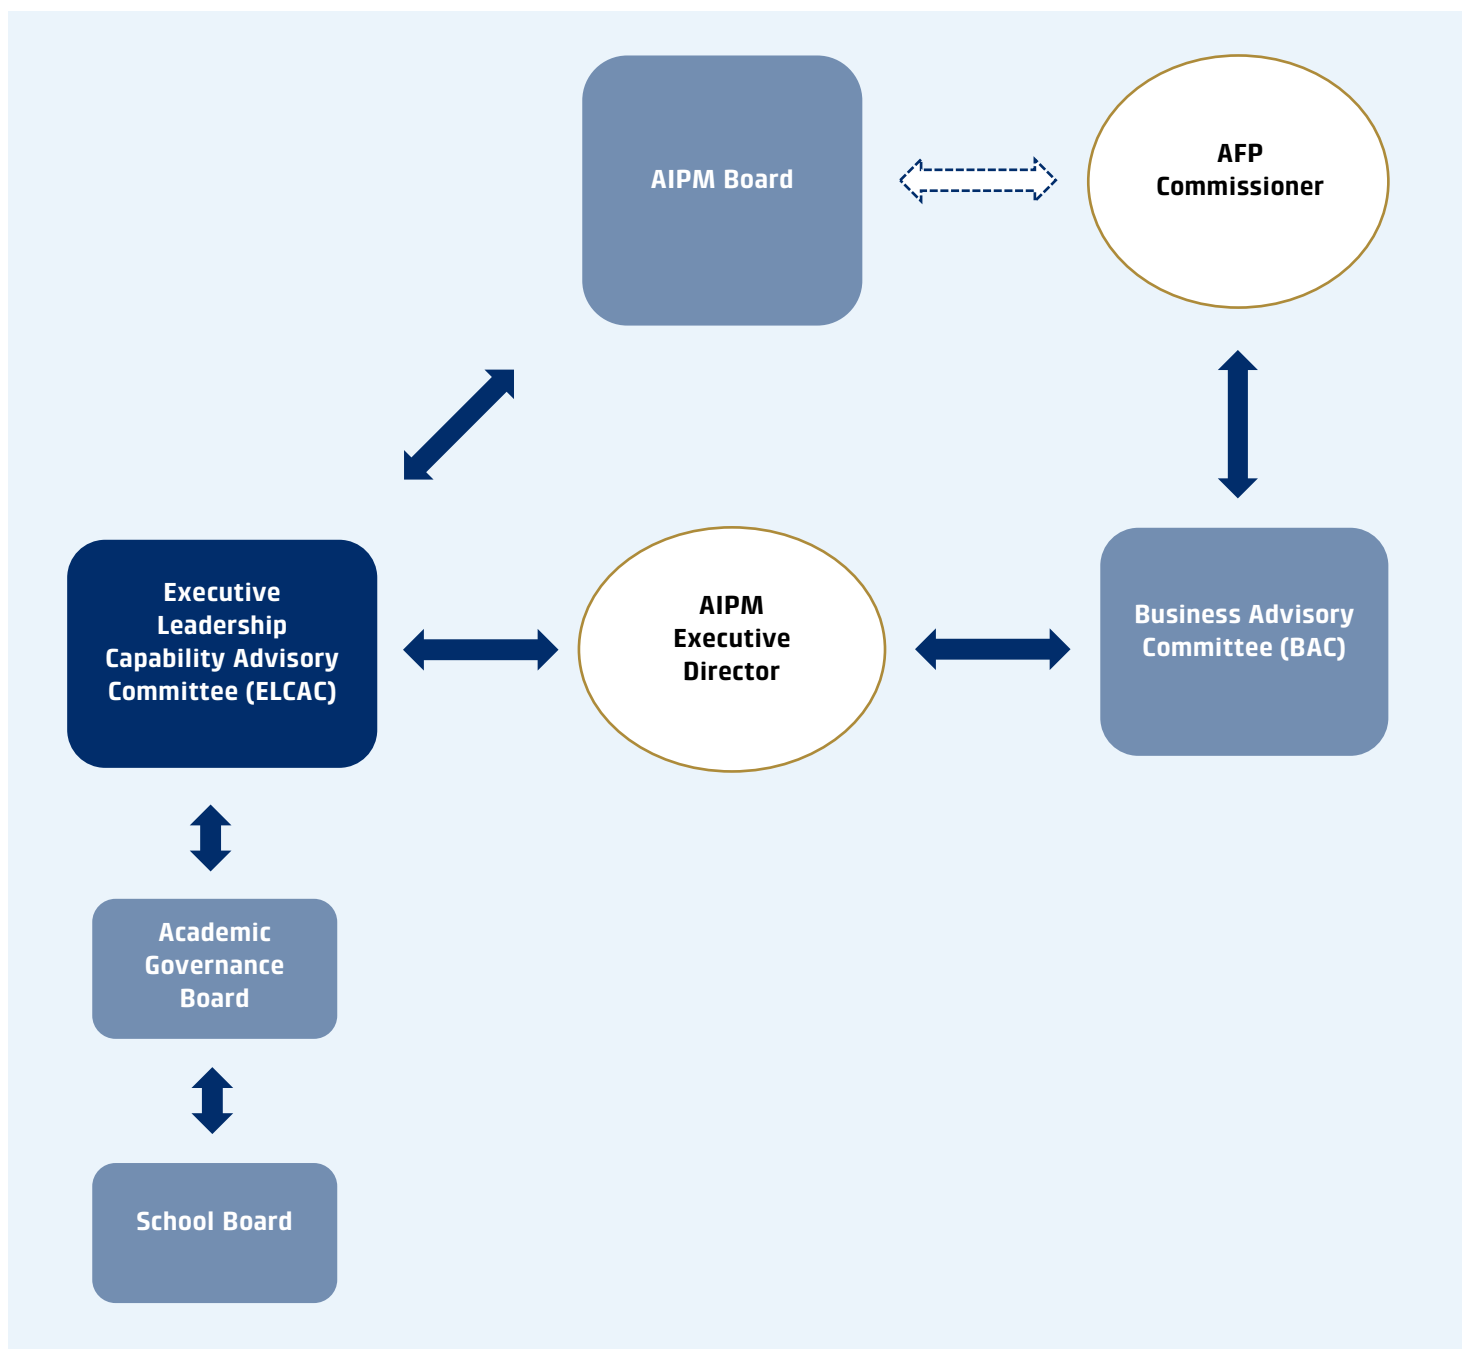 AIPM Board
AFP
Commissioner
Executive
Leadership
Capability Advisory
Committee (ELCAC)
AIPM
Executive
Director
Business Advisory
Committee (BAC)
Academic
Governance
Board
School Board